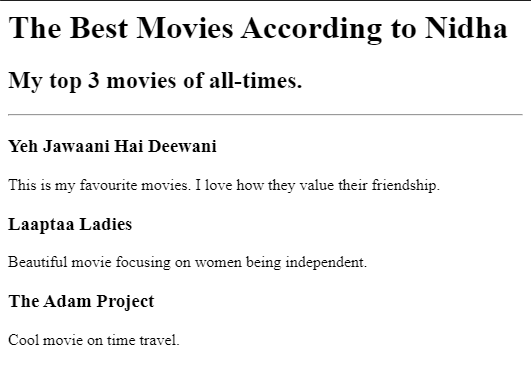 The Best Movies According to Nidha
My top 3 movies of all-times.
Yeh Jawaani Hai Deewani
This is my favourite movies. I love how they value their friendship.
Laaptaa Ladies
Beautiful movie focusing on women being independent.
The Adam Project
Cool movie on time travel.